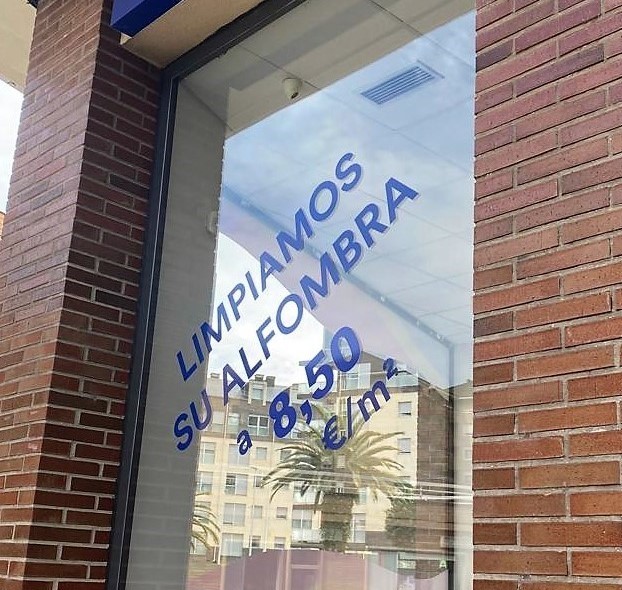 LIMPIAMOS
SU ALFOMBRA
a 8,50
€/m²